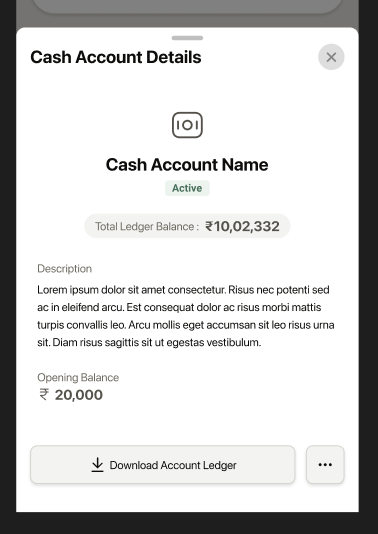 Cash Account Details
Cash Account Name
Active
Total Ledger Balance : ₹10,02,332
Description
Lorem ipsum dolor sit amet consectetur. Risus nec potenti sed
ac in eleifend arcu. Est consequat dolor ac risus morbi mattis
turpis convallis leo. Arcu mollis eget accumsan sit leo risus urna
sit. Diam risus sagittis sit ut egestas vestibulum.
Opening Balance
₹ 20,000
Download Account Ledger